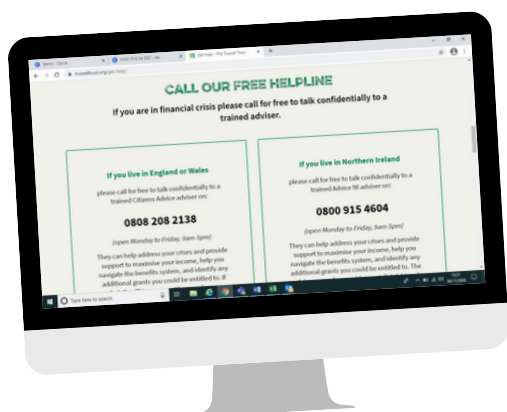 Get Help - The Trussell Trust
CALL OUR FREE HELPLINE
If you are in financial crisis please call for free to talk confidentially to a
trained adviser.
If you live in England or Wales
please call for free to talk confidentially to a
trained Citizens Advice adviser on:
0808 208 2138
(open Monday to Friday, 9am-5pm)
They can help address your crises and provide
support to maximise your income, help you
navigate the benefits system, and identify any
additional grants you could be entitled to. If
If you live in Northern Ireland
please call for free to talk confidentially to a
trained Advice NI adviser on:
0800 915 4604
(open Monday to Friday, 9am-5pm)
They can help address your crises and provide
support to maximise your income, help you
navigate the benefits system, and identify any
additional grants you could be entitled to. The
Type here to search